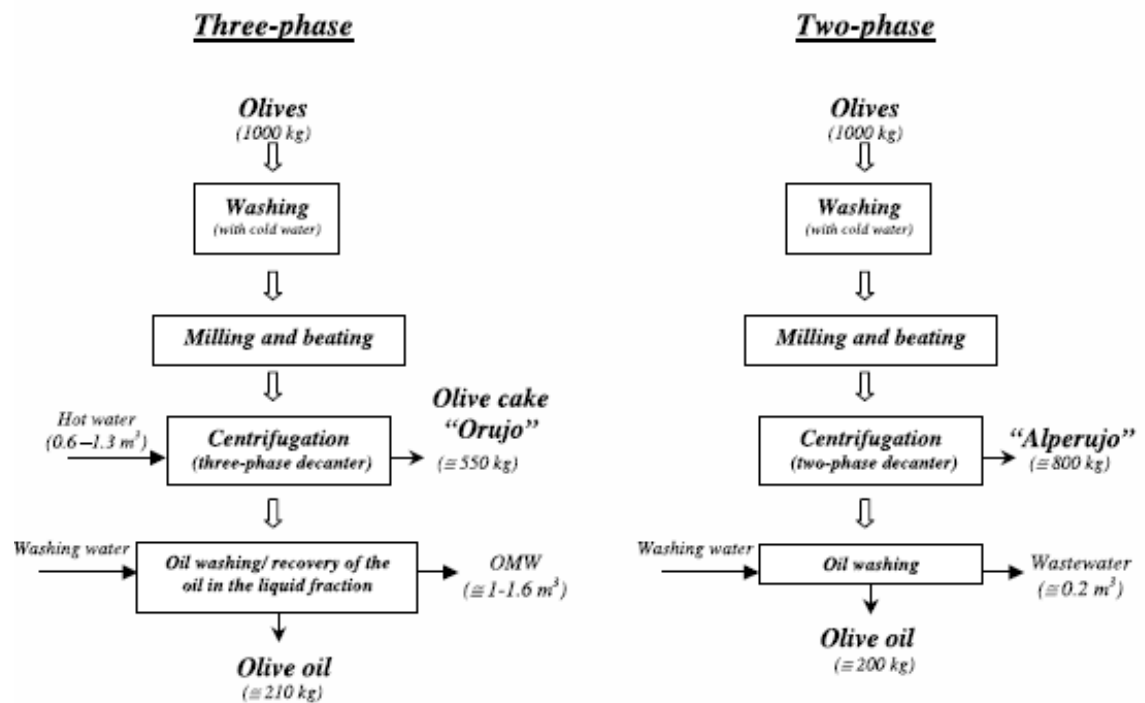 Three-phase
Olives
(1000 kg)
Washing
(with cold water)
Milling and beating
Hot water
(0.6–1.3 m³)
Centrifugation
(three-phase decanter)
Olive cake
“Orujo”
(≅550 kg)
Washing water
Oil washing/ recovery of the
oil in the liquid fraction
OMW
(≅1-1.6 m³)
Olive oil
(≅210 kg)
Two-phase
Olives
(1000 kg)
Washing
(with cold water)
Milling and beating
Centrifugation
(two-phase decanter)
“Alperujo”
(≅800 kg)
Washing water
Oil washing
Wastewater
(≅0.2 m³)
Olive oil
(≅200 kg)